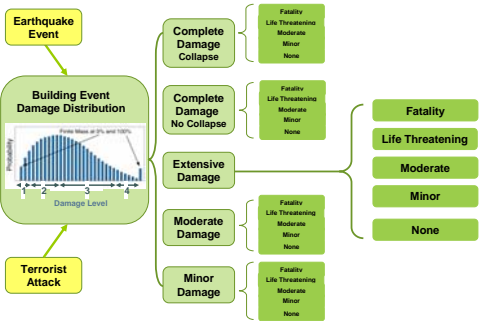 Earthquake
Event
Building Event
Damage Distribution
Finite Mass at 0% and 100%
Probability
1 2 3 4
Damage Level
Terrorist
Attack
Complete
Damage
Collapse
Fatality
Life Threatening
Moderate
Minor
None
Complete
Damage
No Collapse
Fatality
Life Threatening
Moderate
Minor
None
Extensive
Damage
Fatality
Life Threatening
Moderate
Minor
None
Moderate
Damage
Fatality
Life Threatening
Moderate
Minor
None
Minor
Damage
Fatality
Life Threatening
Moderate
Minor
None